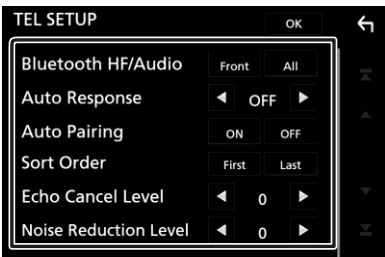 TEL SETUP OK
Bluetooth HF/Audio Front All
Auto Response OFF
Auto Pairing ON OFF
Sort Order First Last
Echo Cancel Level 0
Noise Reduction Level 0